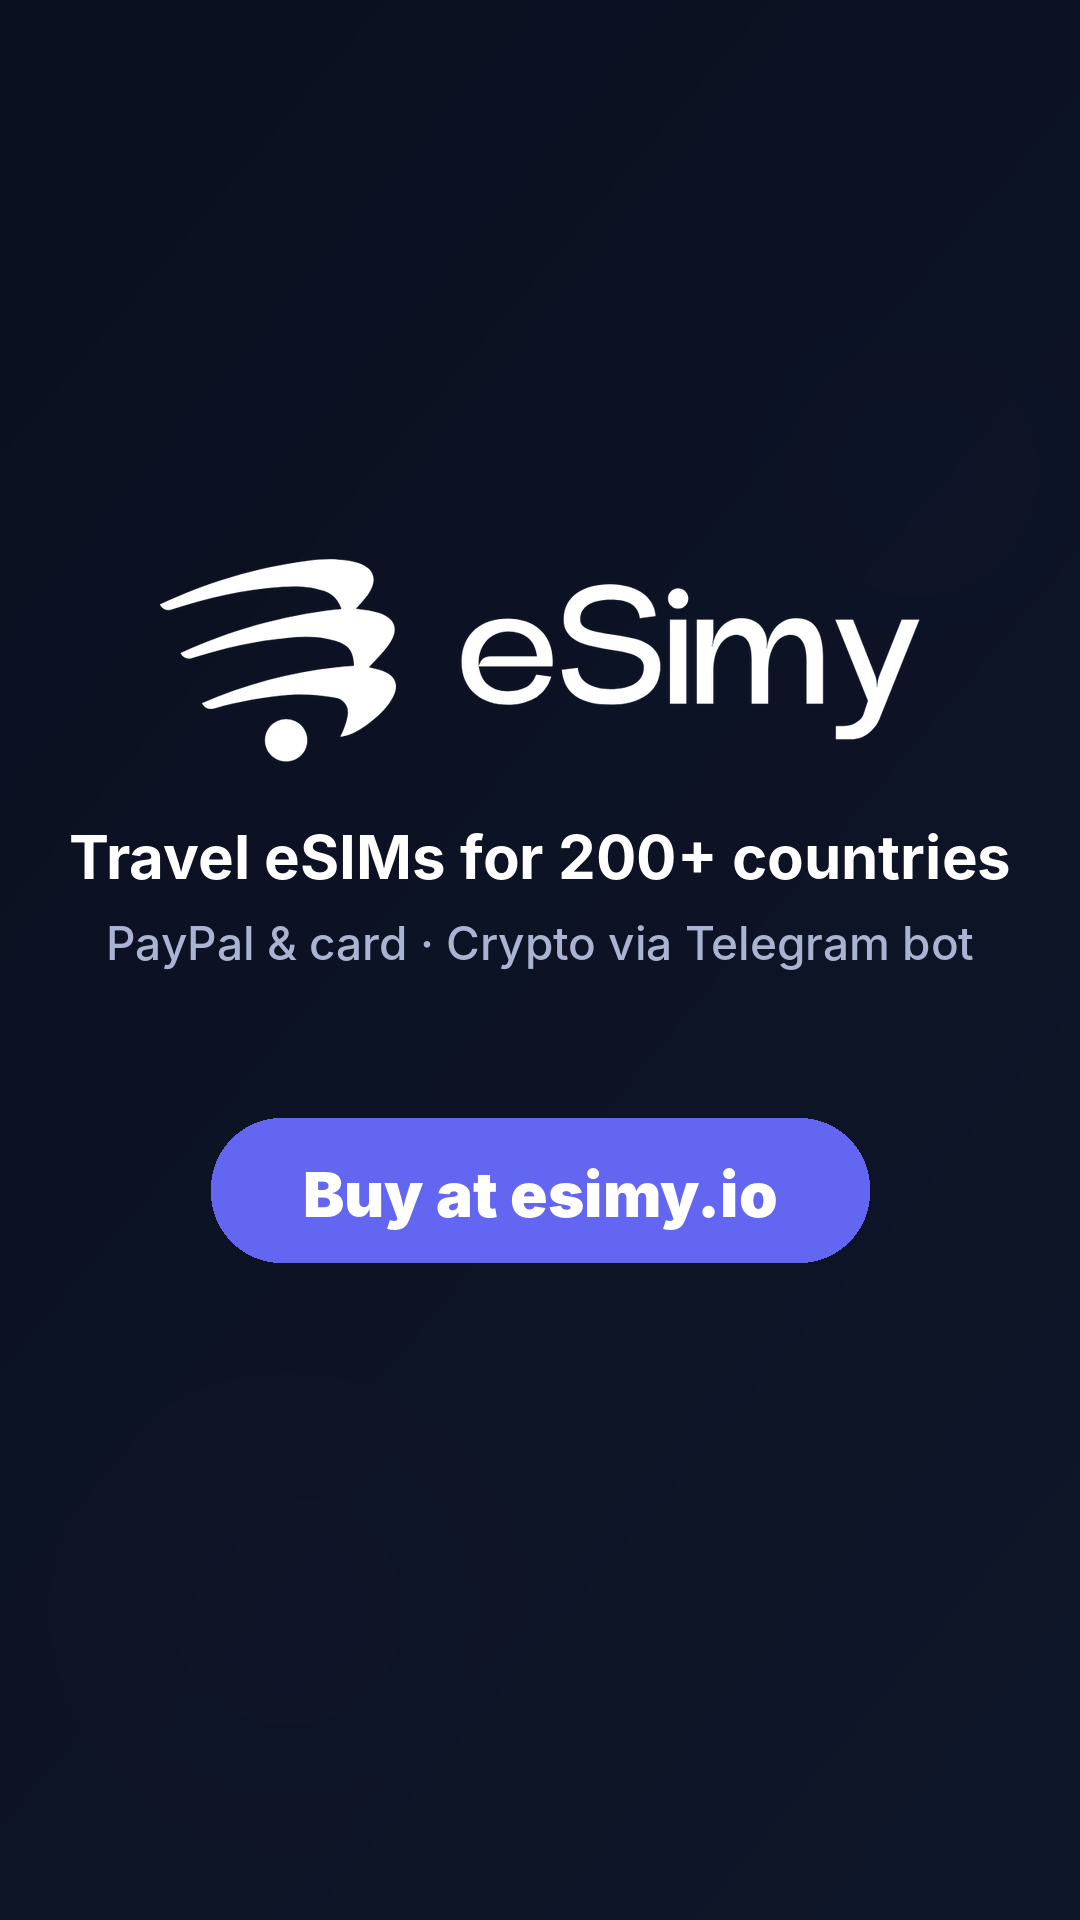 eSimy
Travel eSIMs for 200+ countries
PayPal & card · Crypto via Telegram bot
Buy at esimy.io